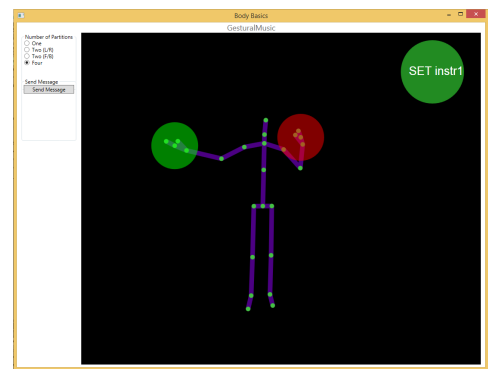 Body Basics
GesturalMusic
Number of Partitions
One
Two (L/R)
Two (F/B)
Four
Send Message
Send Message
SET instr1